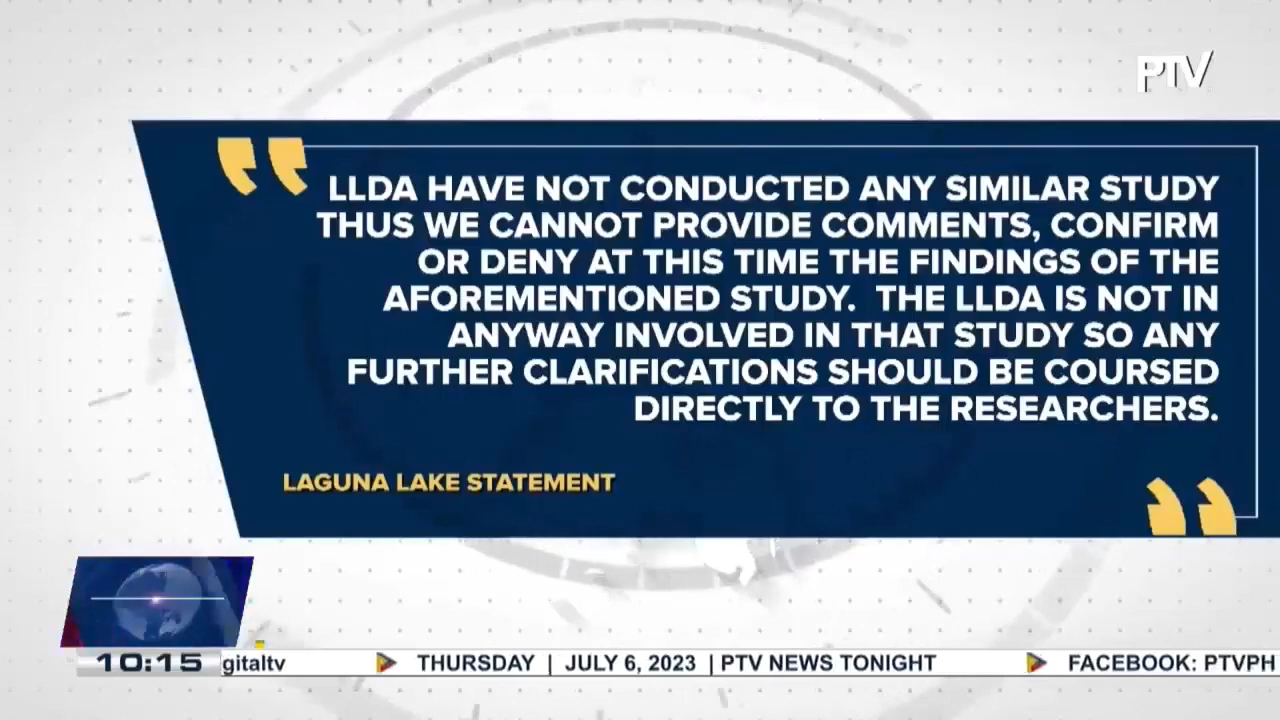 PTV
LLDA HAVE NOT CONDUCTED ANY SIMILAR STUDY
THUS WE CANNOT PROVIDE COMMENTS, CONFIRM
OR DENY AT THIS TIME THE FINDINGS OF THE
AFOREMENTIONED STUDY.  THE LLDA IS NOT IN
ANYWAY INVOLVED IN THAT STUDY SO ANY
FURTHER CLARIFICATIONS SHOULD BE COURSED
DIRECTLY TO THE RESEARCHERS.
LAGUNA LAKE STATEMENT
10:15 gitaltv THURSDAY | JULY 6, 2023 | PTV NEWS TONIGHT FACEBOOK: PTVPH